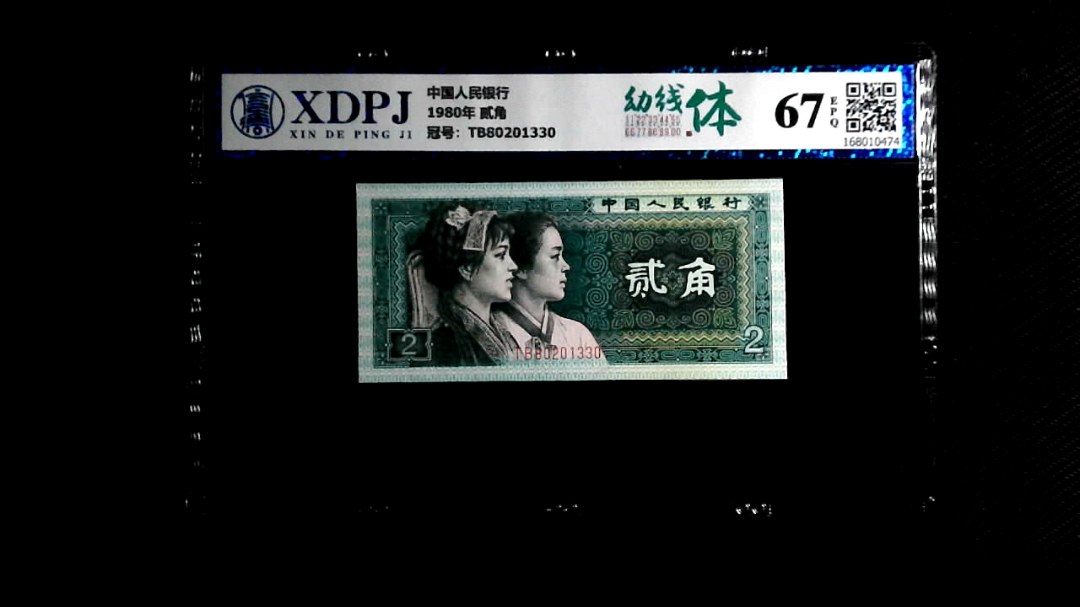 XDPJ
XIN DE PING JI
中国人民银行
1980年 贰角
冠号：TB80201330
幼线体
67
EPQ
168010474
中国人民银行
贰角
2
2
TB80201330